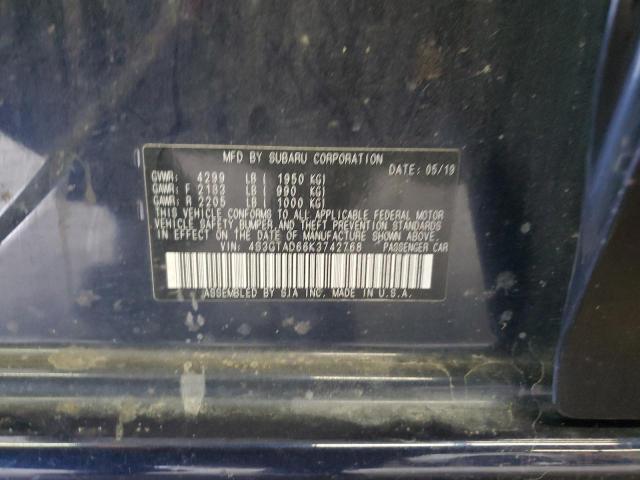 MFD BY SUBARU CORPORATION
DATE: 05/19
GVWR: 4299 LB ( 1950 KG)
GAWR: F 2183 LB ( 990 KG)
GAWR: R 2205 LB ( 1000 KG)
THIS VEHICLE CONFORMS TO ALL APPLICABLE FEDERAL MOTOR
VEHICLE SAFETY, BUMPER, AND THEFT PREVENTION STANDARDS
IN EFFECT ON THE DATE OF MANUFACTURE SHOWN ABOVE.
VIN: 4S3GTAD66K3742768
PASSENGER CAR
ASSEMBLED BY SIA INC. MADE IN U.S.A.